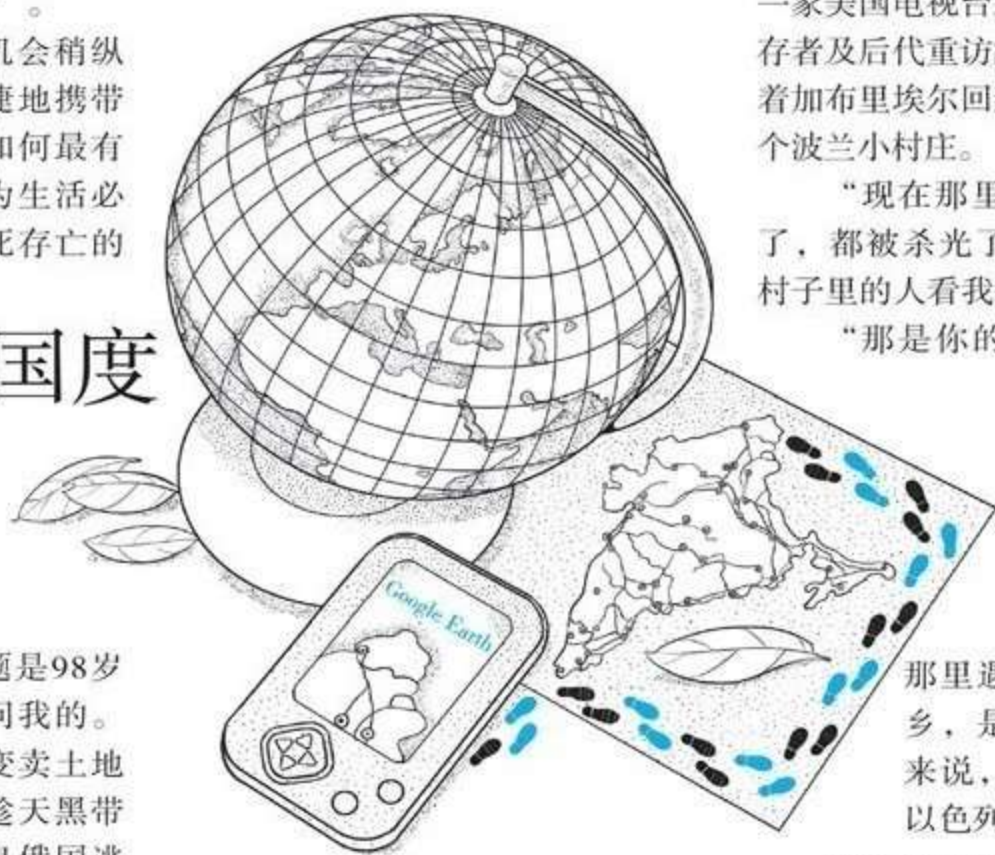 机会稍纵
地携带
如何最有
为生活必
死存亡的
国度
题是98岁
问我的。
变卖土地
趁天黑带
一家美国电视台
存者及后代重访
着加布里埃尔回
个波兰小村庄。
“现在那里
了，都被杀光了
村子里的人看我
“那是你的
Google Earth
那里遇
乡，是
来说，
以色列